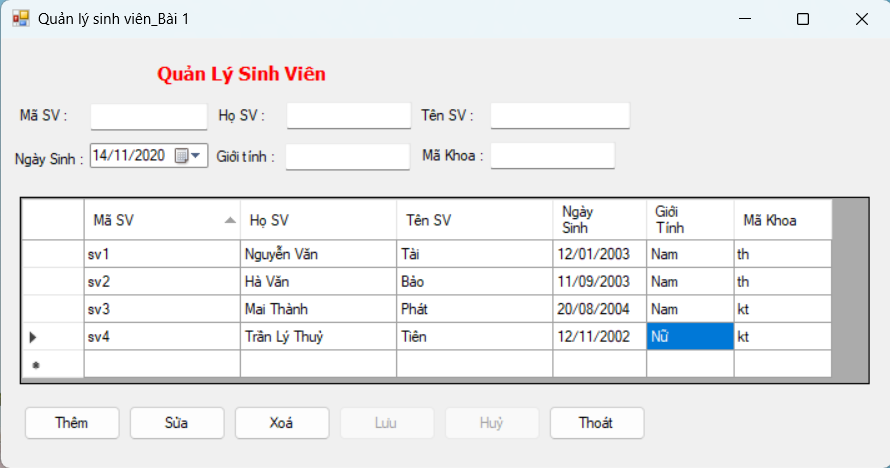 Quản lý sinh viên_Bài 1
Quản Lý Sinh Viên
Mã SV : Họ SV : Tên SV :
Ngày Sinh : 14/11/2020 Giới tính : Mã Khoa :
Mã SV Họ SV Tên SV Ngày Sinh Giới Tính Mã Khoa
sv1 Nguyễn Văn Tài 12/01/2003 Nam th
sv2 Hà Văn Bảo 11/09/2003 Nam th
sv3 Mai Thành Phát 20/08/2004 Nam kt
sv4 Trần Lý Thuỷ Tiên 12/11/2002 Nữ kt
Thêm Sửa Xoá Lưu Huỷ Thoát